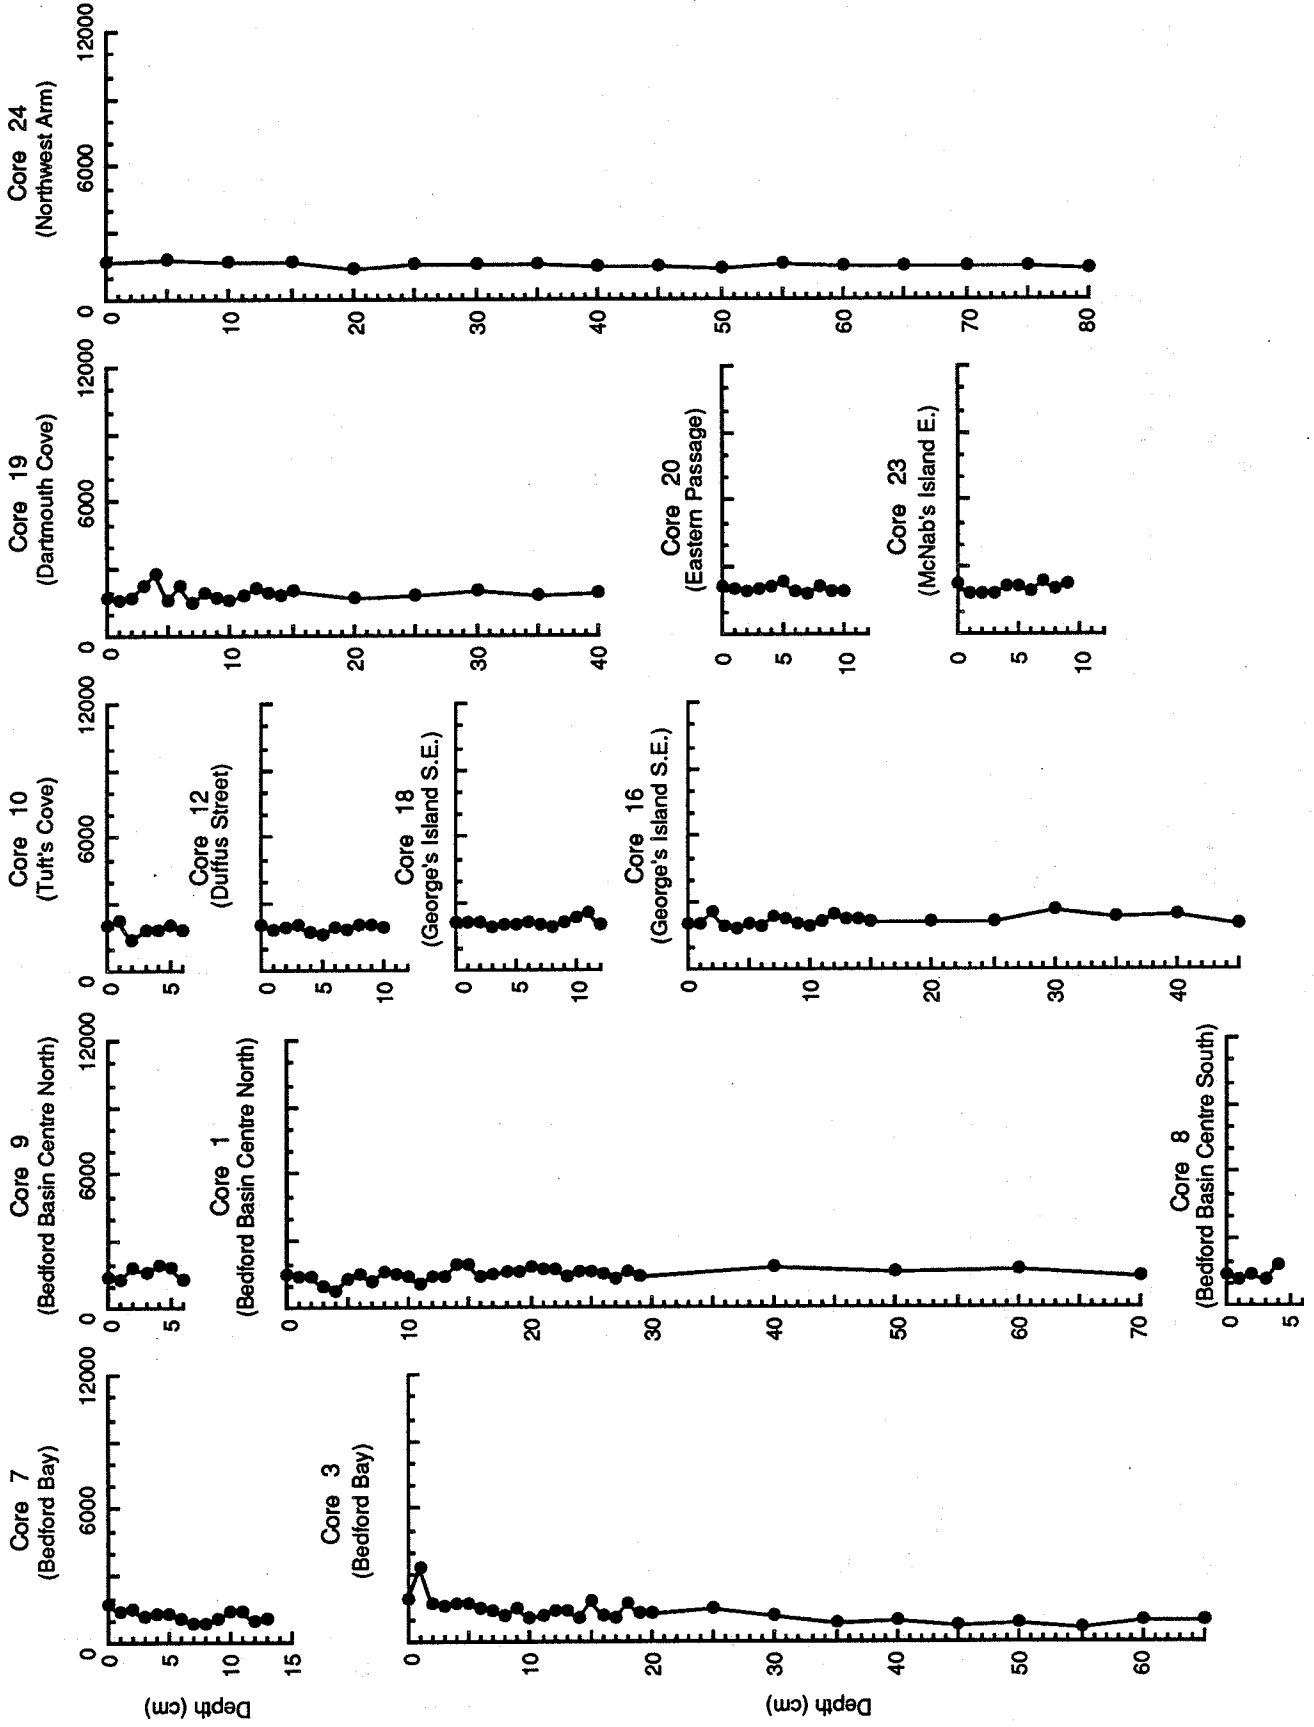 Core 7
(Bedford Bay)
0 6000 12000
0
5
10
15
Depth (cm)
Core 3
(Bedford Bay)
0
10
20
30
40
50
60
Depth (cm)
Core 9
(Bedford Basin Centre North)
0 6000 12000
0
5
Core 1
(Bedford Basin Centre North)
0
10
20
30
40
50
60
70
Core 8
(Bedford Basin Centre South)
0
5
Core 10
(Tuft's Cove)
0 6000 12000
0
5
Core 12
(Duffus Street)
0
5
10
Core 18
(George's Island S.E.)
0
5
10
Core 16
(George's Island S.E.)
0
10
20
30
40
Core 19
(Dartmouth Cove)
0 6000 12000
0
10
20
30
40
Core 20
(Eastern Passage)
0
5
10
Core 23
(McNab's Island E.)
0
5
10
Core 24
(Northwest Arm)
0 6000 12000
0
10
20
30
40
50
60
70
80